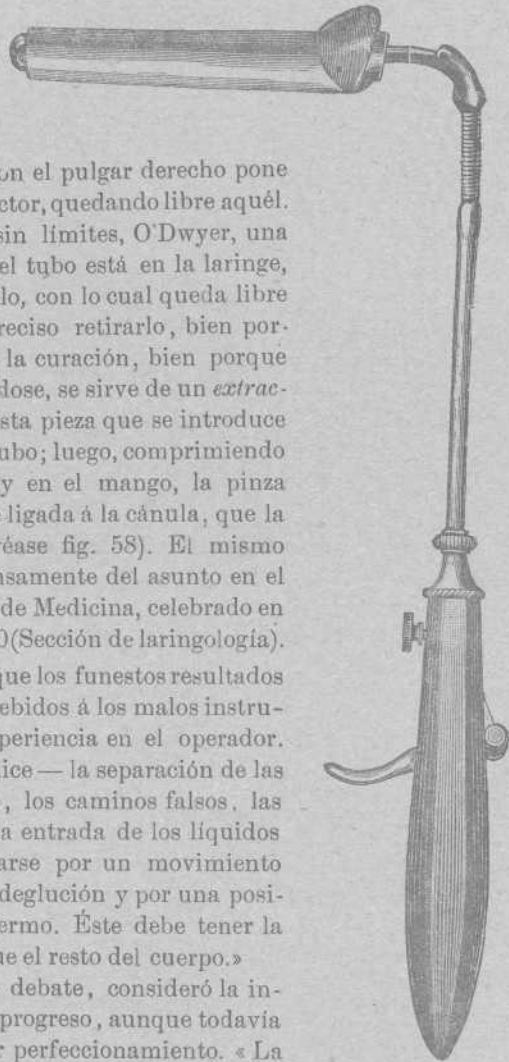 on el pulgar derecho pone
ctor, quedando libre aquél.
sin límites, O'Dwyer, una
el tubo está en la laringe,
lo, con lo cual queda libre
reciso retirarlo, bien por-
la curación, bien porque
dose, se sirve de un extrac-
sta pieza que se introduce
ubo; luego, comprimiendo
y en el mango, la pinza
ligada á la cánula, que la
éase fig. 58). El mismo
nsamente del asunto en el
de Medicina, celebrado en
0 (Sección de laringología).
que los funestos resultados
ebidos á los malos instru-
periencia en el operador.
ice — la separación de las
, los caminos falsos, las
a entrada de los líquidos
arse por un movimiento
deglución y por una posi-
ermo. Éste debe tener la
ue el resto del cuerpo.»
debate, consideró la in-
progreso, aunque todavía
r perfeccionamiento. « La